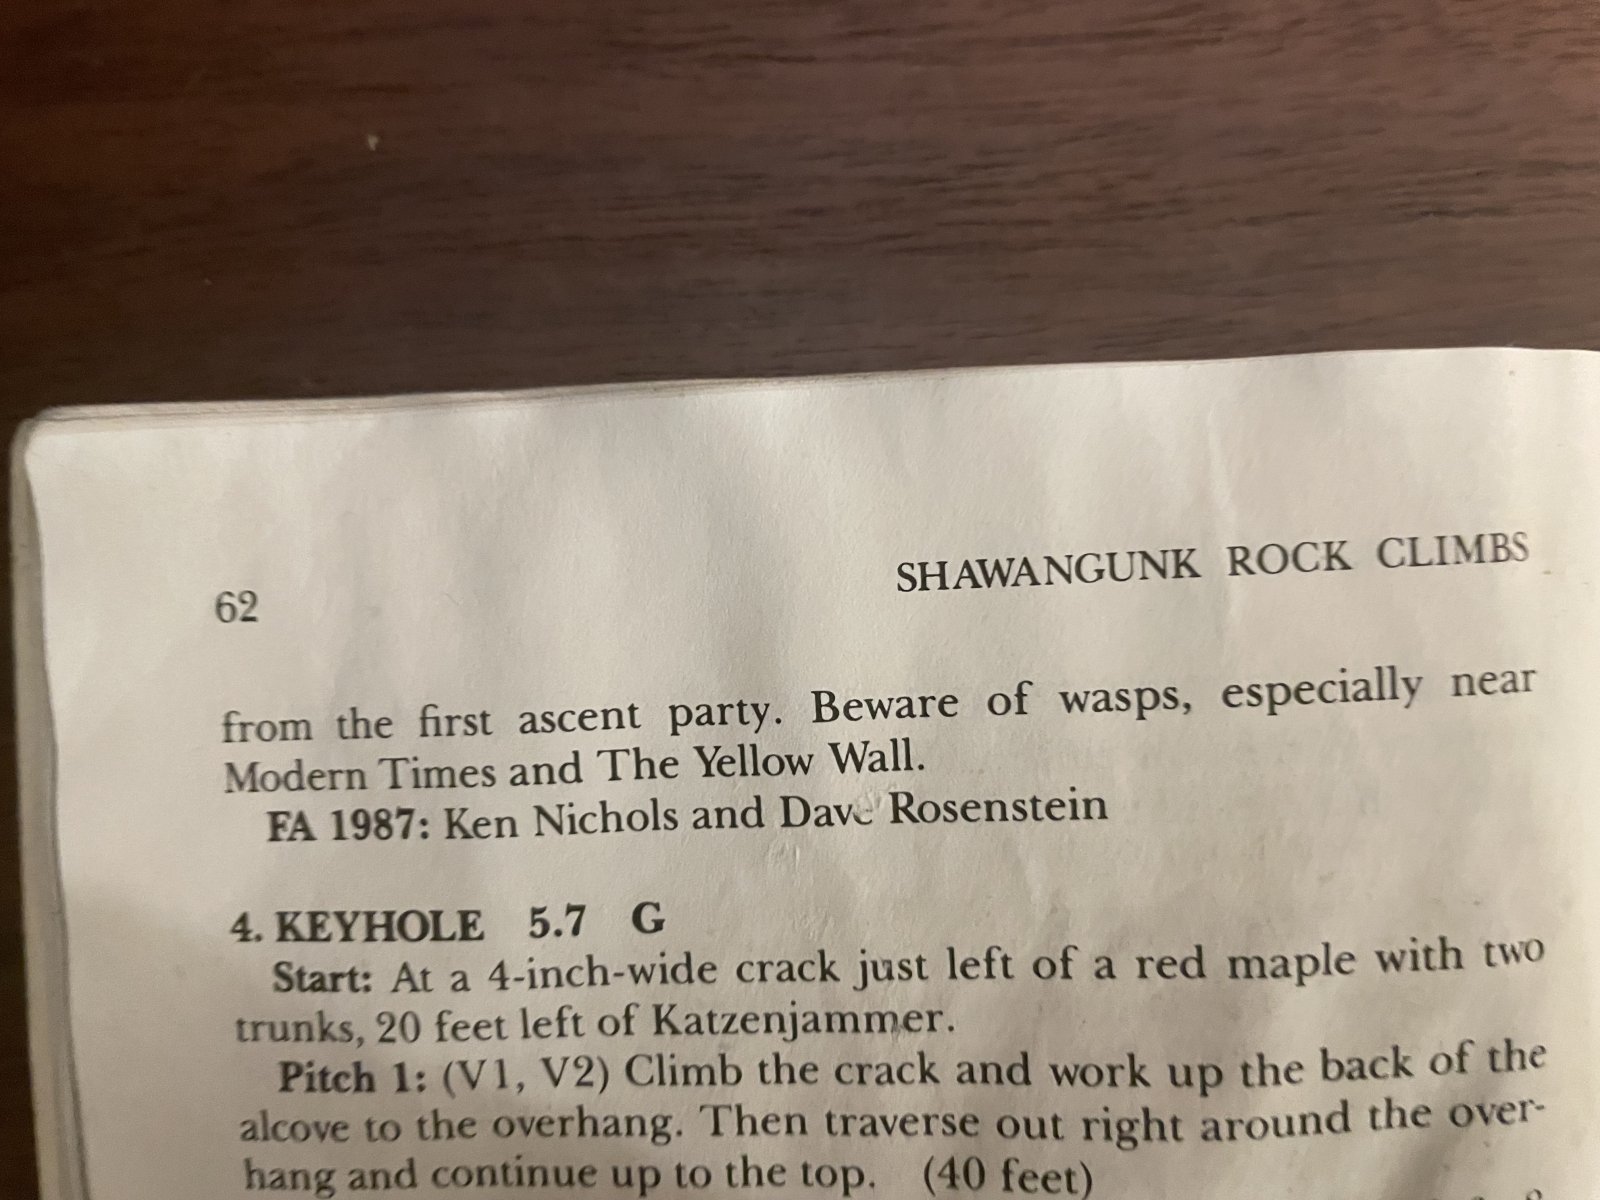 62 SHAWANGUNK ROCK CLIMBS
from the first ascent party. Beware of wasps, especially near
Modern Times and The Yellow Wall.
FA 1987: Ken Nichols and Dave Rosenstein
4. KEYHOLE 5.7 G
Start: At a 4-inch-wide crack just left of a red maple with two
trunks, 20 feet left of Katzenjammer.
Pitch 1: (V1, V2) Climb the crack and work up the back of the
alcove to the overhang. Then traverse out right around the over-
hang and continue up to the top. (40 feet)